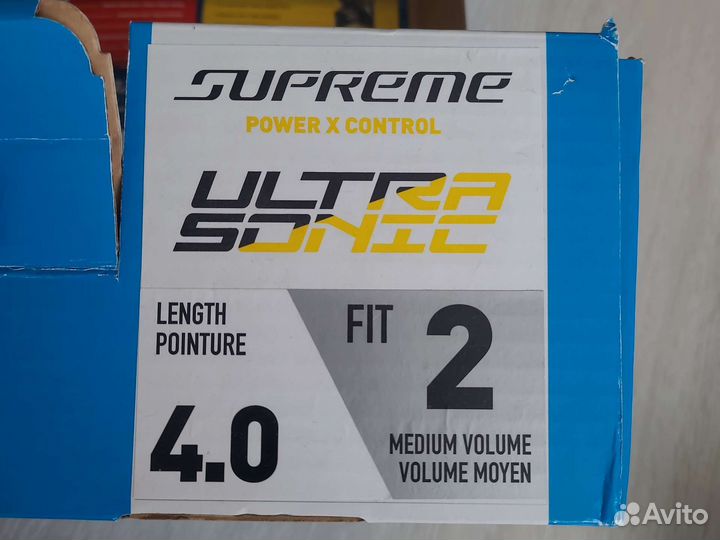 SUPREME
POWER X CONTROL
ULTRA
SONIC
LENGTH
POINTURE
4.0
FIT
2
MEDIUM VOLUME
VOLUME MOYEN
Avito